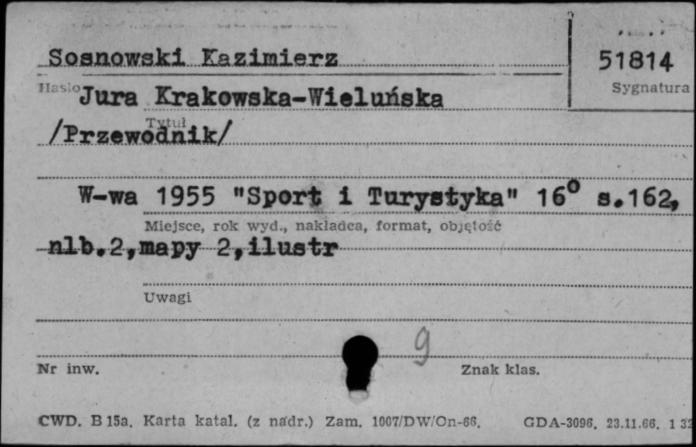 Sosnowski Kazimierz
51814
Hasło
Sygnatura
Jura Krakowska-Wieluńska
Tytuł
/Przewodnik/
W-wa 1955 "Sport i Turystyka" 16° s.162,
Miejsce, rok wyd., nakładca, format, objętość
nlb.2,mapy 2,ilustr
Uwagi
9
Nr inw.
Znak klas.
CWD. B 15a. Karta katal. (z nadr.) Zam. 1007/DW/On-66. GDA-3096. 23.11.66. 1